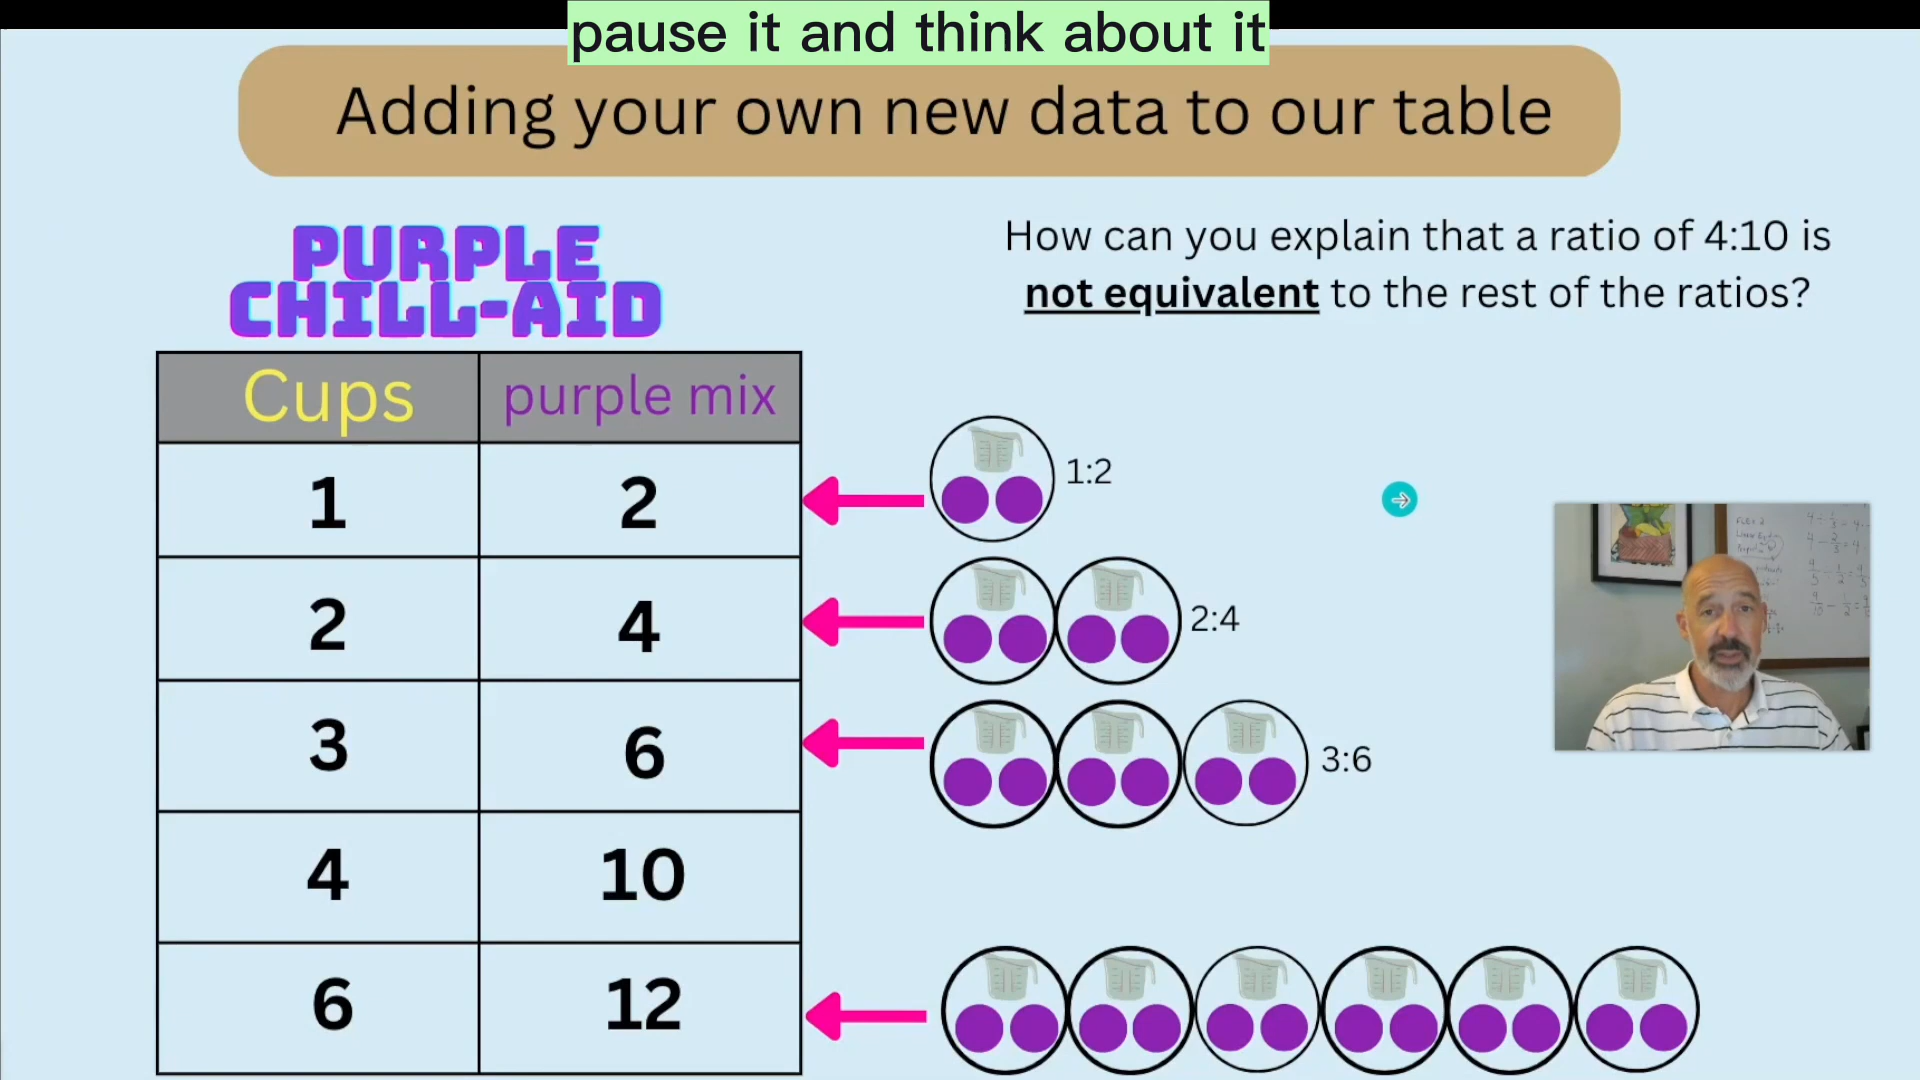 pause it and think about it
Adding your own new data to our table
PURPLE
CHILL-AID
How can you explain that a ratio of 4:10 is
not equivalent to the rest of the ratios?
Cups purple mix
1 2
1:2
2 4
2:4
3 6
3:6
4 10
6 12